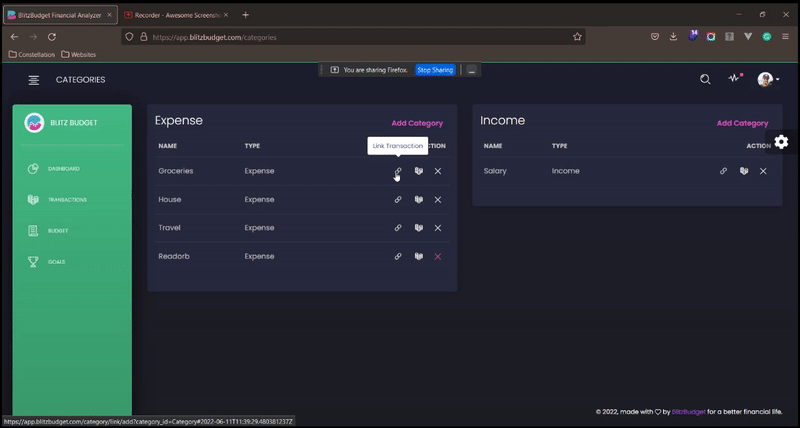 BlitzBudget Financial Analyzer
Recorder - Awesome Screensho
https://app.blitzbudget.com/categories
14
Constellation
Websites
You are sharing Firefox.
Stop Sharing
CATEGORIES
BLITZ BUDGET
DASHBOARD
TRANSACTIONS
BUDGET
GOALS
Expense
Add Category
Link Transaction
NAME TYPE CTION
Groceries Expense
House Expense
Travel Expense
Readorb Expense
Income
Add Category
NAME TYPE ACTION
Salary Income
© 2022, made with by BlitzBudget for a better financial life.
https://app.blitzbudget.com/category/link/add?category_id=Category#2022-06-11T11:39:29.480381237Z